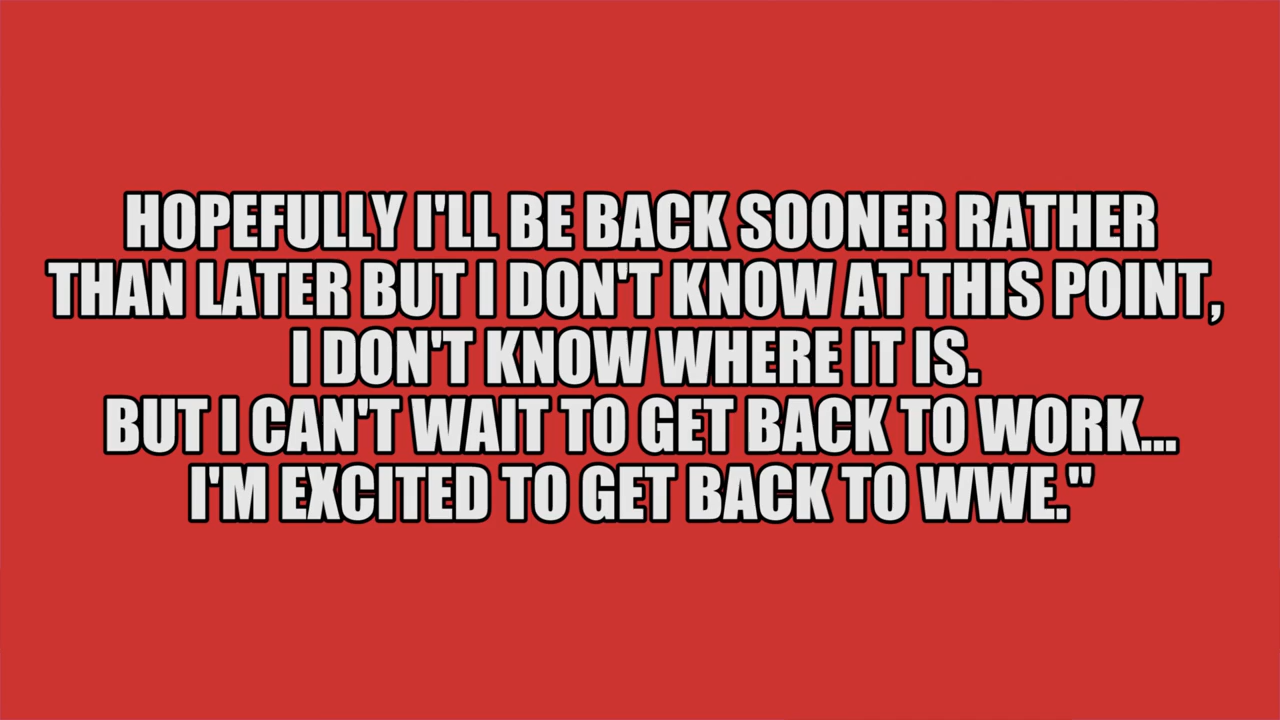 HOPEFULLY I'LL BE BACK SOONER RATHER
THAN LATER BUT I DON'T KNOW AT THIS POINT,
I DON'T KNOW WHERE IT IS.
BUT I CAN'T WAIT TO GET BACK TO WORK...
I'M EXCITED TO GET BACK TO WWE."